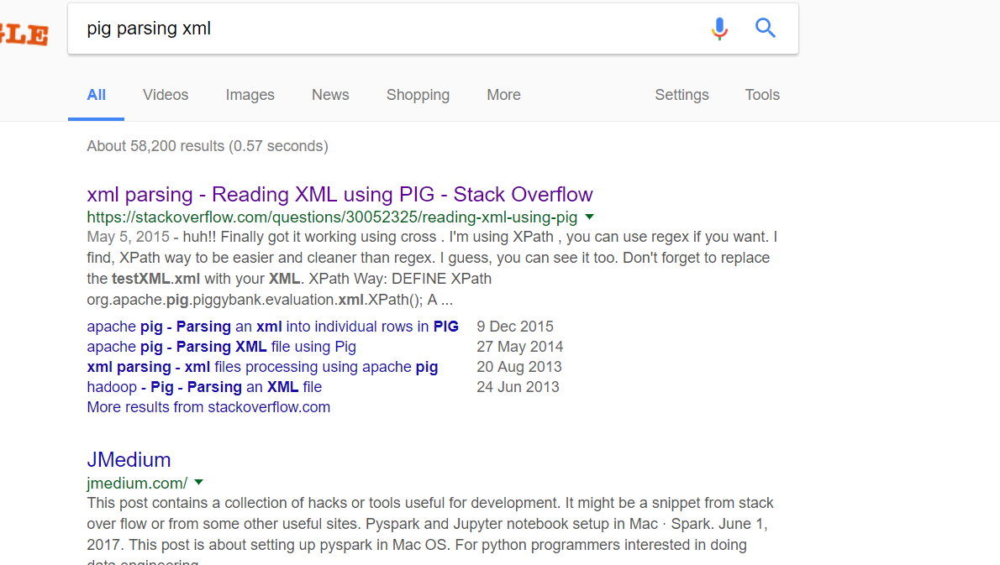 GLE
pig parsing xml
All Videos Images News Shopping More Settings Tools
About 58,200 results (0.57 seconds)
xml parsing - Reading XML using PIG - Stack Overflow
https://stackoverflow.com/questions/30052325/reading-xml-using-pig
May 5, 2015 - huh!! Finally got it working using cross . I'm using XPath , you can use regex if you want. I
find, XPath way to be easier and cleaner than regex. I guess, you can see it too. Don't forget to replace
the testXML.xml with your XML. XPath Way: DEFINE XPath
org.apache.pig.piggybank.evaluation.xml.XPath(); A ...
apache pig - Parsing an xml into individual rows in PIG 9 Dec 2015
apache pig - Parsing XML file using Pig 27 May 2014
xml parsing - xml files processing using apache pig 20 Aug 2013
hadoop - Pig - Parsing an XML file 24 Jun 2013
More results from stackoverflow.com
JMedium
jmedium.com/
This post contains a collection of hacks or tools useful for development. It might be a snippet from stack
over flow or from some other useful sites. Pyspark and Jupyter notebook setup in Mac · Spark. June 1,
2017. This post is about setting up pyspark in Mac OS. For python programmers interested in doing
data engineering